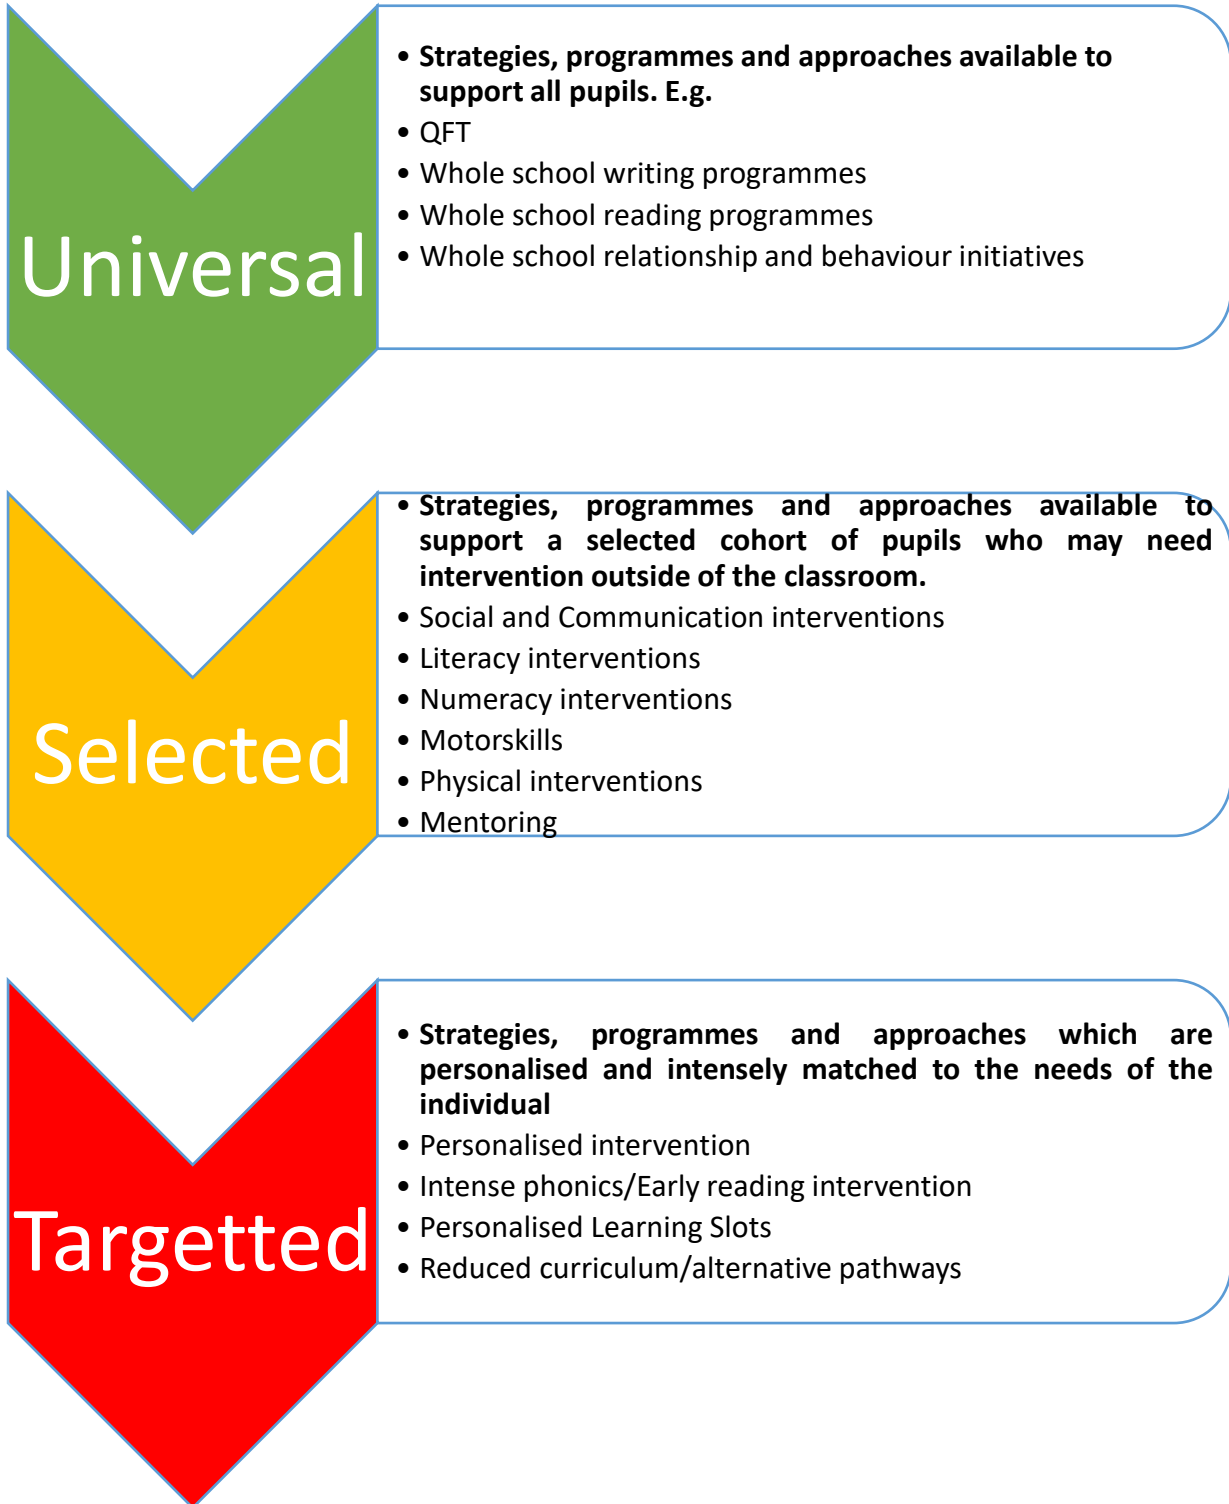 Universal
• Strategies, programmes and approaches available to
support all pupils. E.g.
• QFT
• Whole school writing programmes
• Whole school reading programmes
• Whole school relationship and behaviour initiatives
Selected
• Strategies, programmes and approaches available to
support a selected cohort of pupils who may need
intervention outside of the classroom.
• Social and Communication interventions
• Literacy interventions
• Numeracy interventions
• Motorskills
• Physical interventions
• Mentoring
Targetted
• Strategies, programmes and approaches which are
personalised and intensely matched to the needs of the
individual
• Personalised intervention
• Intense phonics/Early reading intervention
• Personalised Learning Slots
• Reduced curriculum/alternative pathways